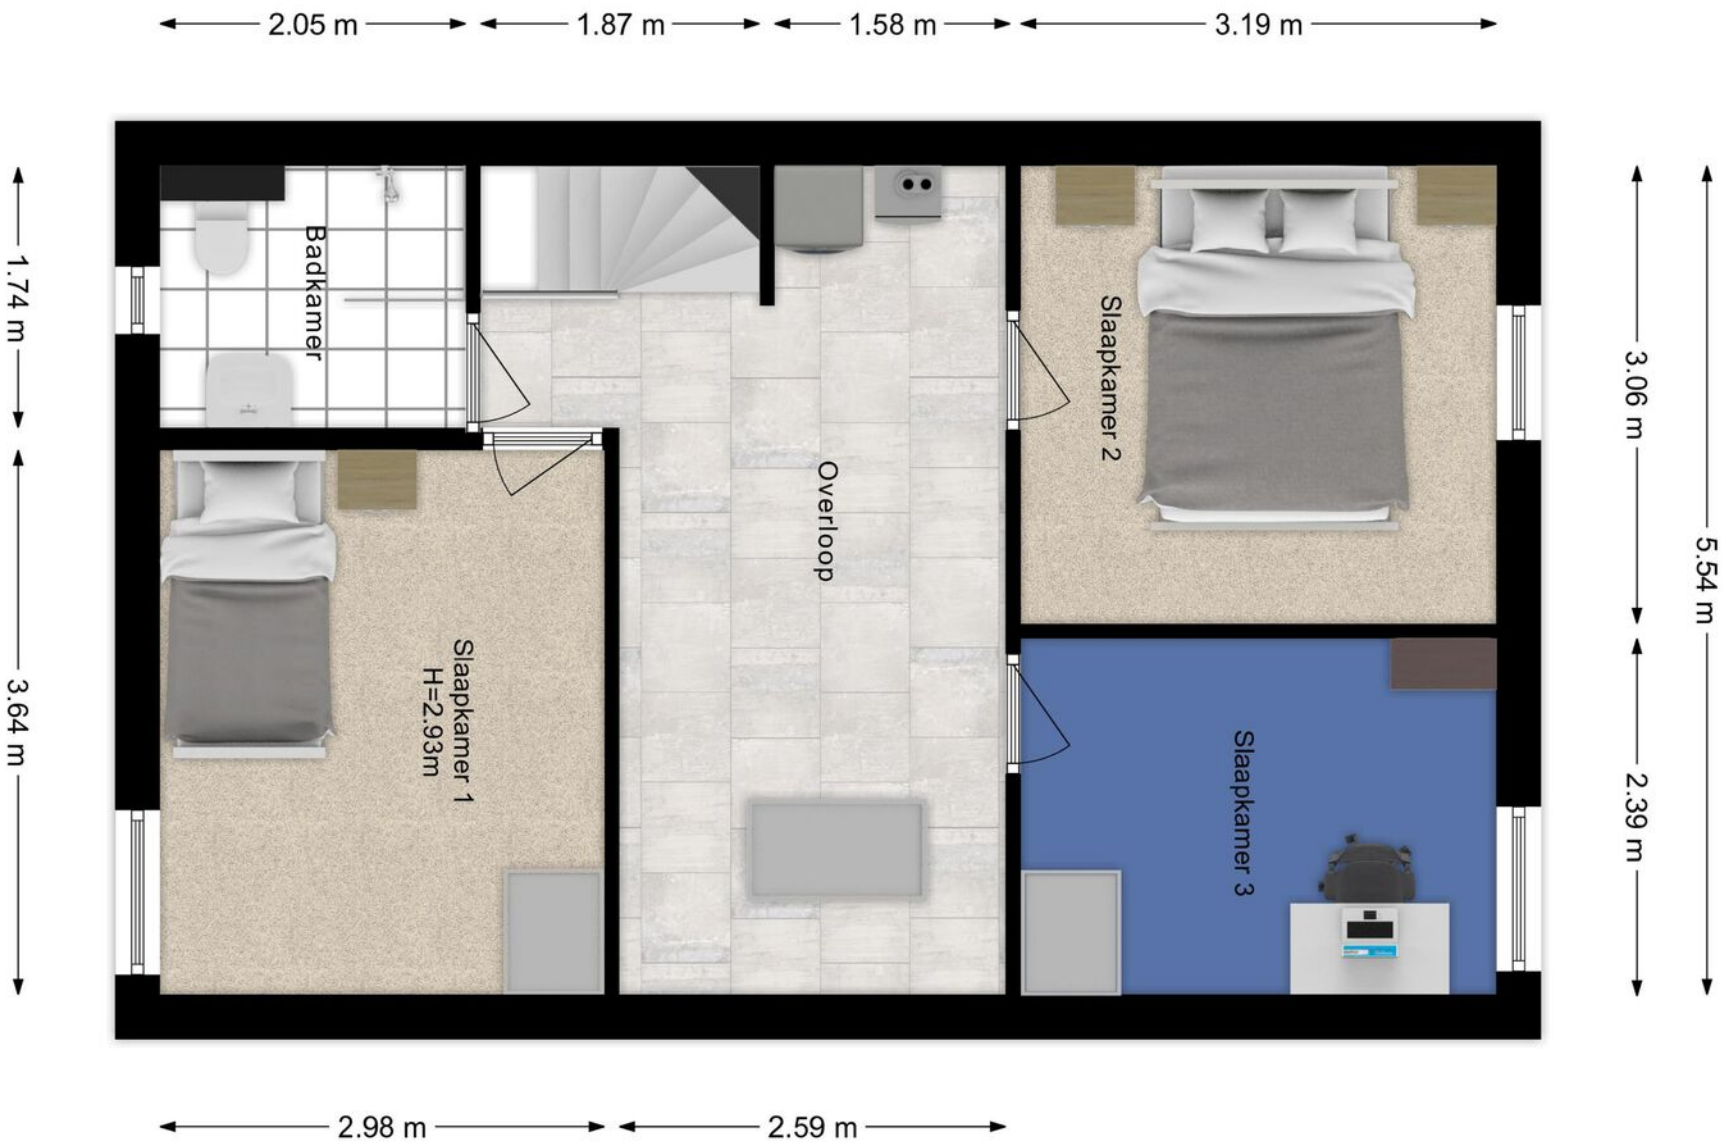 2.05 m
1.87 m
1.58 m
3.19 m
1.74 m
3.64 m
Badkamer
Slaapkamer 1
H=2.93m
Overloop
Slaapkamer 2
Slaapkamer 3
3.06 m
2.39 m
5.54 m
2.98 m
2.59 m